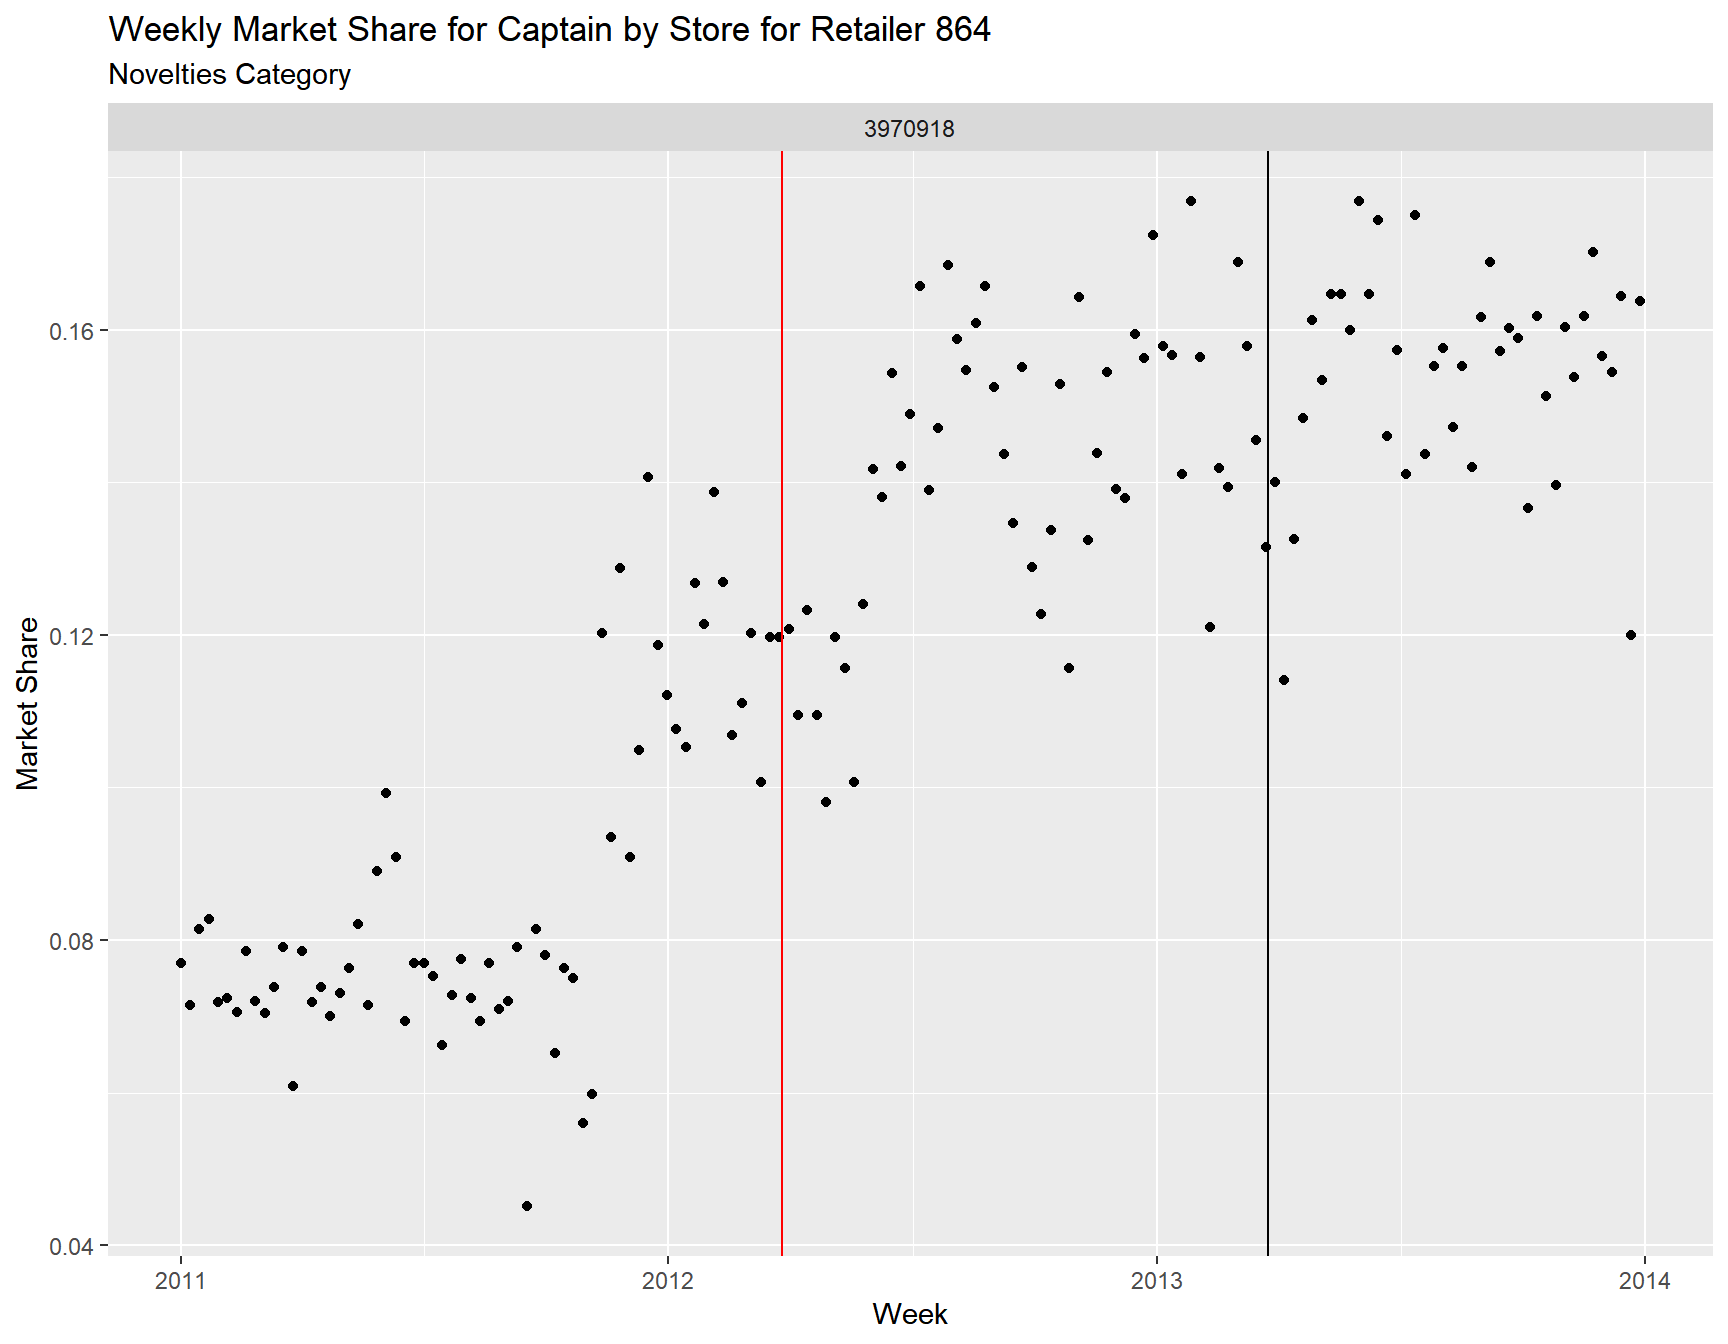 Weekly Market Share for Captain by Store for Retailer 864
Novelties Category
3970918
Market Share
0.16
0.12
0.08
0.04
2011
2012
2013
2014
Week